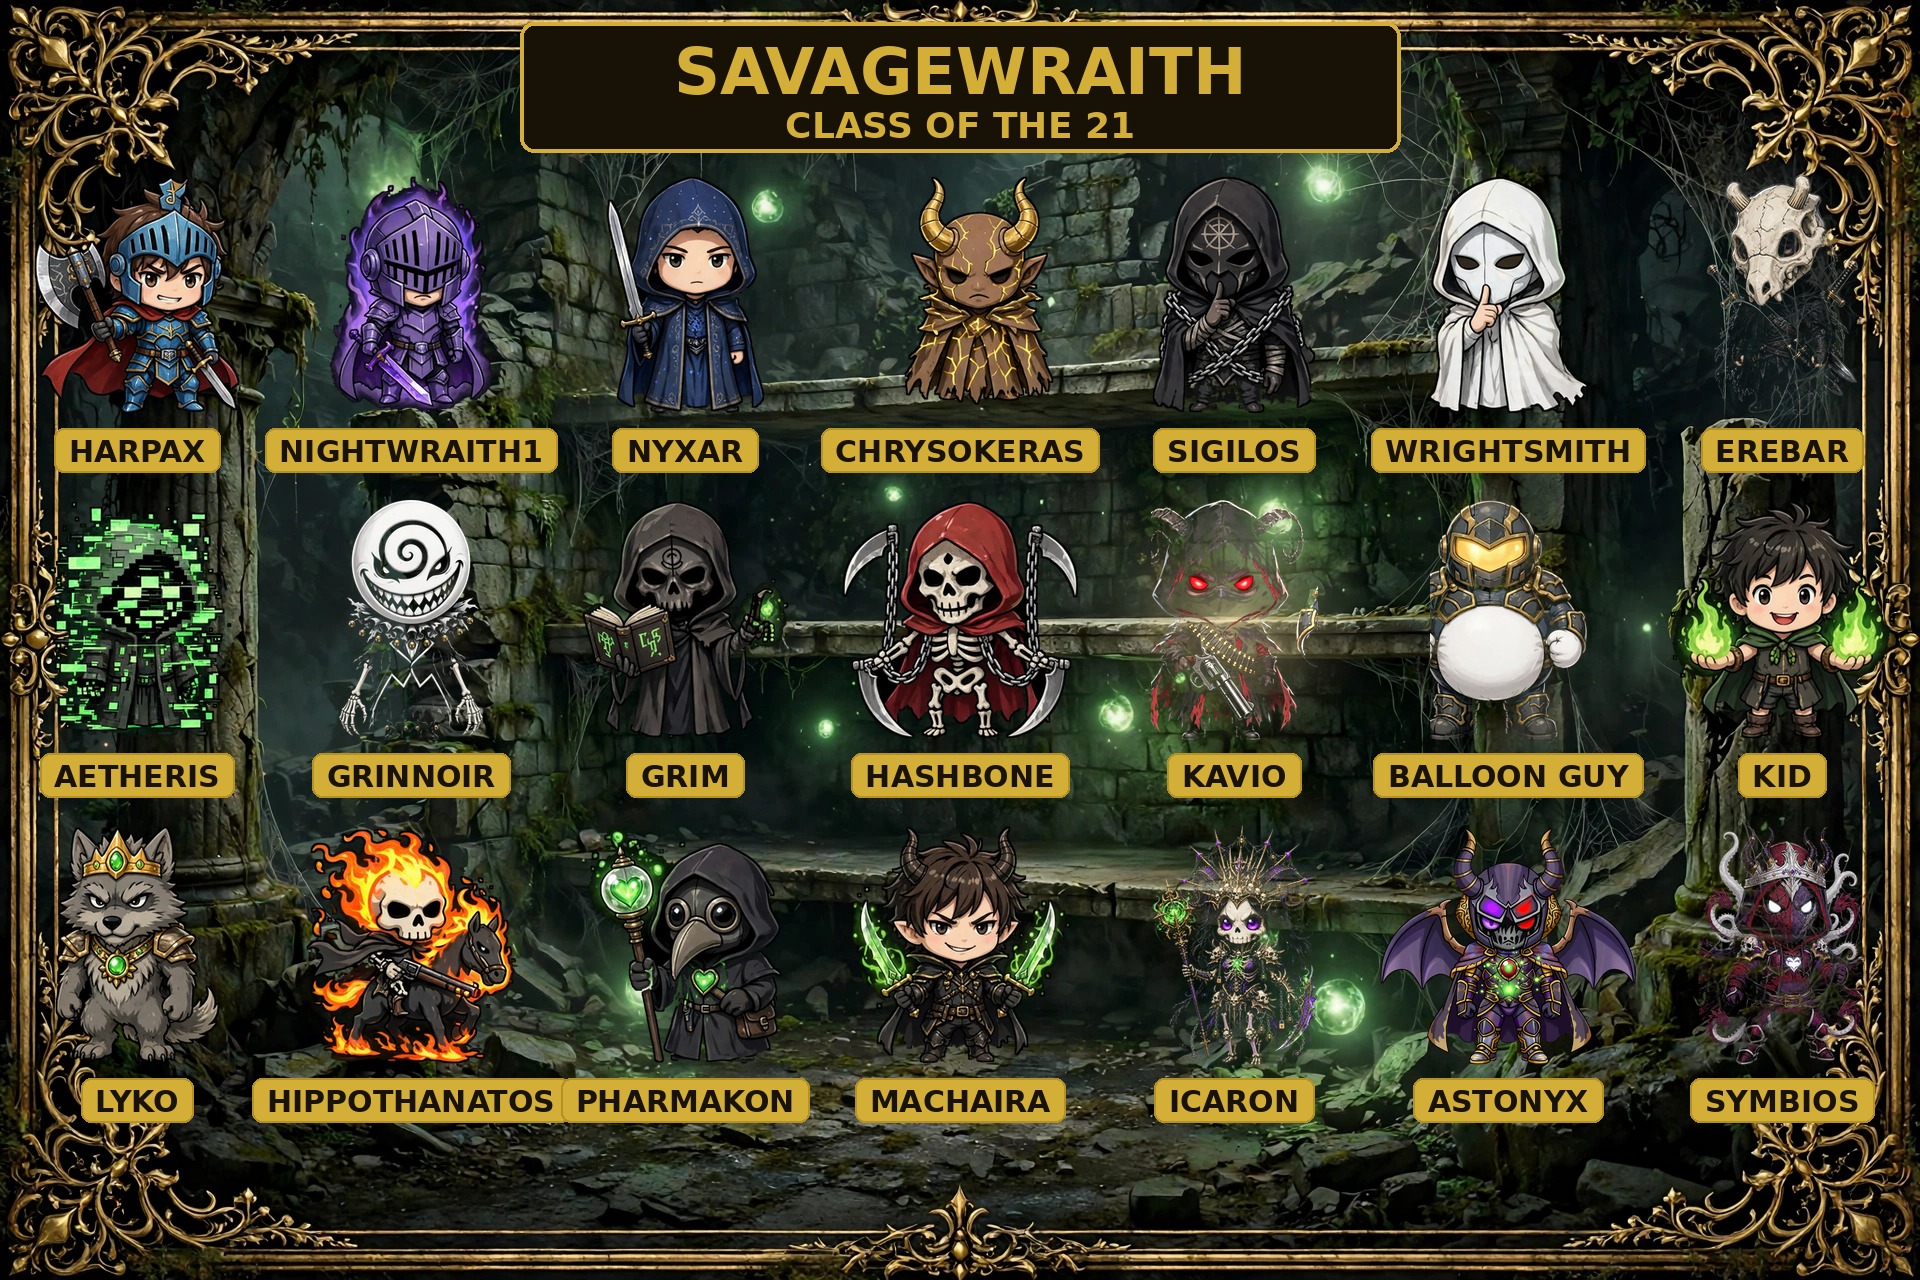 SAVAGEWRAITH
CLASS OF THE 21
HARPAX
NIGHTWRAITH1
NYXAR
CHRYSOKERAS
SIGILOS
WRIGHTSMITH
EREBAR
AETHERIS
GRINNOIR
GRIM
HASHBONE
KAVIO
BALLOON GUY
KID
LYKO
HIPPOTHANATOS
PHARMAKON
MACHAIRA
ICARON
ASTONYX
SYMBIOS